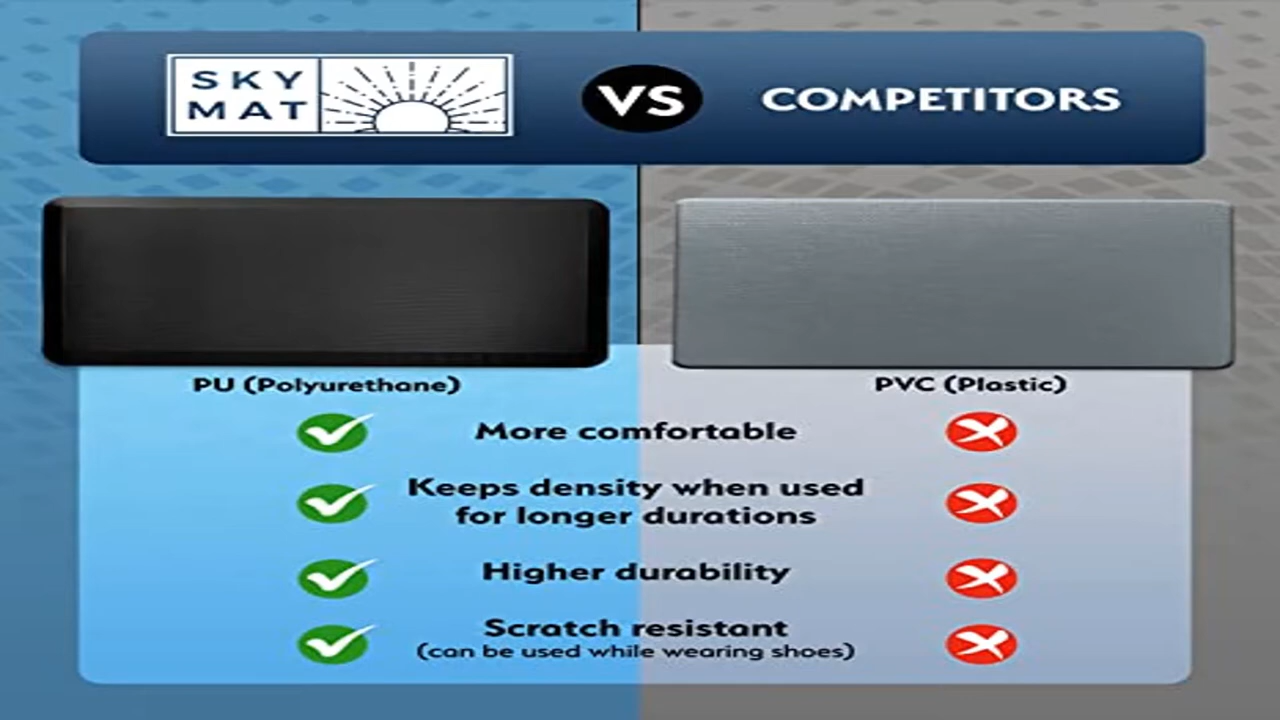 SKY
MAT
VS
COMPETITORS
PU (Polyurethane)
PVC (Plastic)
More comfortable
Keeps density when used
for longer durations
Higher durability
Scratch resistant
(can be used while wearing shoes)